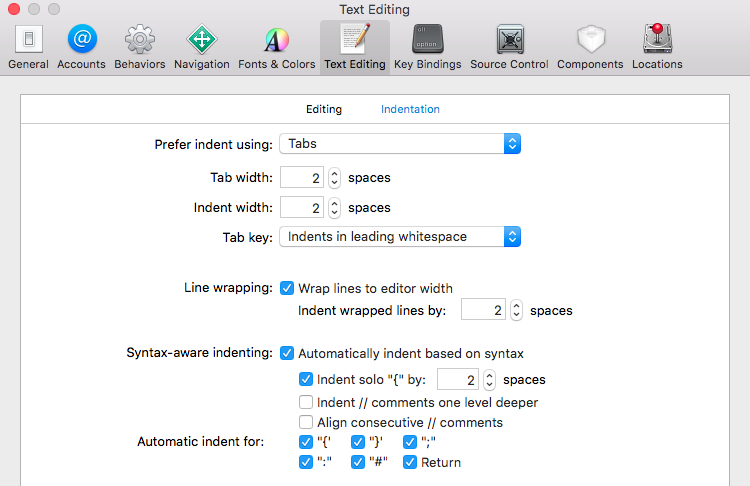 Text Editing
General Accounts Behaviors Navigation Fonts & Colors Text Editing Key Bindings Source Control Components Locations
alt
option
Editing Indentation
Prefer indent using: Tabs
Tab width: 2 spaces
Indent width: 2 spaces
Tab key: Indents in leading whitespace
Line wrapping: Wrap lines to editor width
Indent wrapped lines by: 2 spaces
Syntax-aware indenting: Automatically indent based on syntax
Indent solo "{" by: 2 spaces
Indent // comments one level deeper
Align consecutive // comments
Automatic indent for: "{' "}' ";"
":" "#" Return